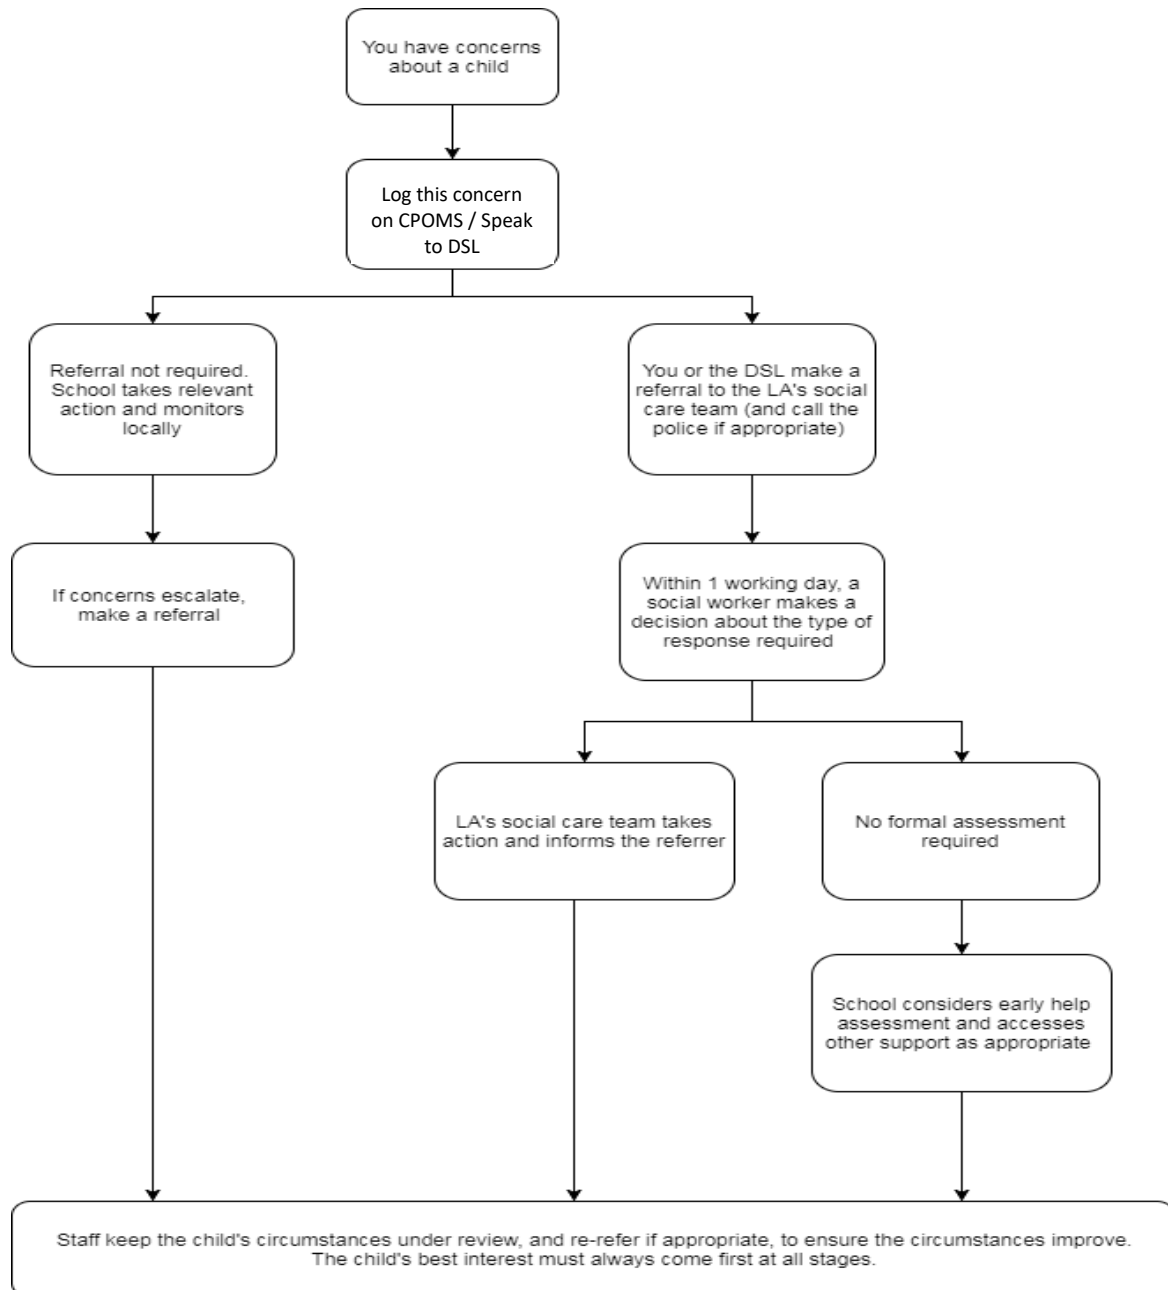 You have concerns
about a child
Log this concern
on CPOMS / Speak
to DSL
Referral not required.
School takes relevant
action and monitors
locally
You or the DSL make a
referral to the LA's social
care team (and call the
police if appropriate)
If concerns escalate,
make a referral
Within 1 working day, a
social worker makes a
decision about the type of
response required
LA's social care team takes
action and informs the referrer
No formal assessment
required
School considers early help
assessment and accesses
other support as appropriate
Staff keep the child's circumstances under review, and re-refer if appropriate, to ensure the circumstances improve.
The child's best interest must always come first at all stages.